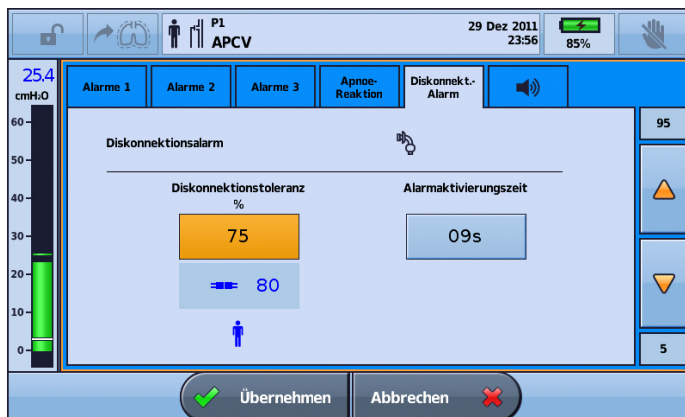 P1
APCV
29 Dez 2011
23:56
85%
25.4
cmH₂O
Alarme 1
Alarme 2
Alarme 3
Apnoe-
Reaktion
Diskonnekt.-
Alarm
60
50
40
30
20
10
0
Diskonnektionsalarm
Diskonnektionstoleranz
%
75
80
Alarmaktivierungszeit
09s
95
5
Übernehmen
Abbrechen